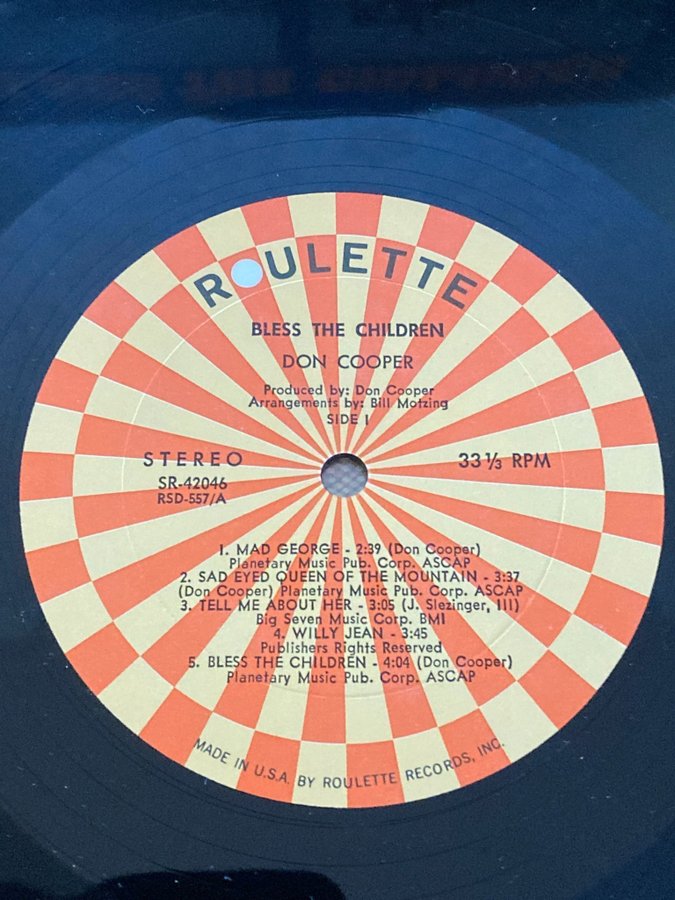 ROULETTE
BLESS THE CHILDREN
DON COOPER
Produced by: Don Cooper
Arrangements by: Bill Motzing
SIDE 1
STEREO
SR-42046
RSD-557/A
33⅓ RPM
1. MAD GEORGE - 2:39 (Don Cooper)
Planetary Music Pub. Corp. ASCAP
2. SAD EYED QUEEN OF THE MOUNTAIN - 3:37
(Don Cooper) Planetary Music Pub. Corp. ASCAP
3. TELL ME ABOUT HER - 3:05 (J. Slezinger, III)
Big Seven Music Corp. BMI
4. WILLY JEAN - 3:45
Publishers Rights Reserved
5. BLESS THE CHILDREN - 4:04 (Don Cooper)
Planetary Music Pub. Corp. ASCAP
MADE IN U.S.A. BY ROULETTE RECORDS, INC.